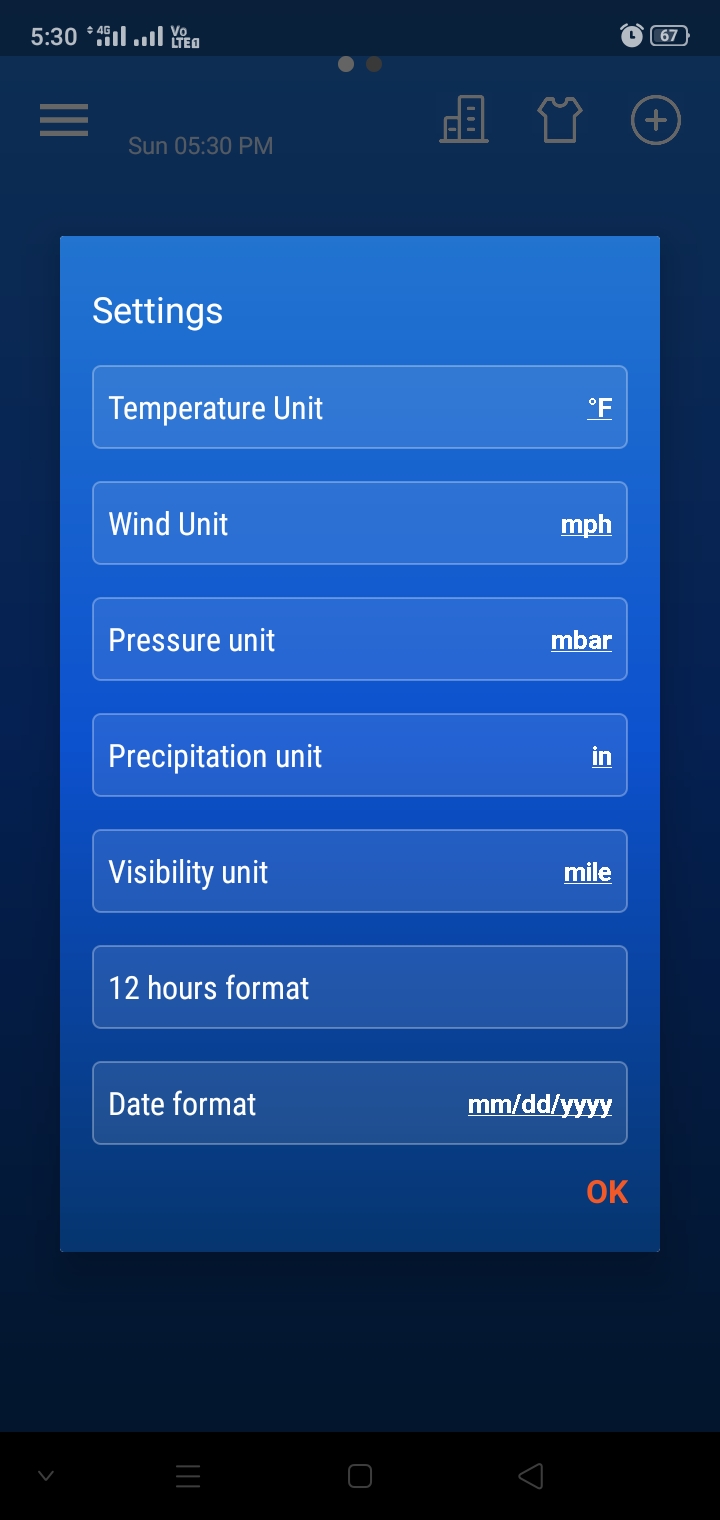 5:30 4G Vo LTE 67
Sun 05:30 PM
Settings
Temperature Unit °F
Wind Unit mph
Pressure unit mbar
Precipitation unit in
Visibility unit mile
12 hours format
Date format mm/dd/yyyy
OK